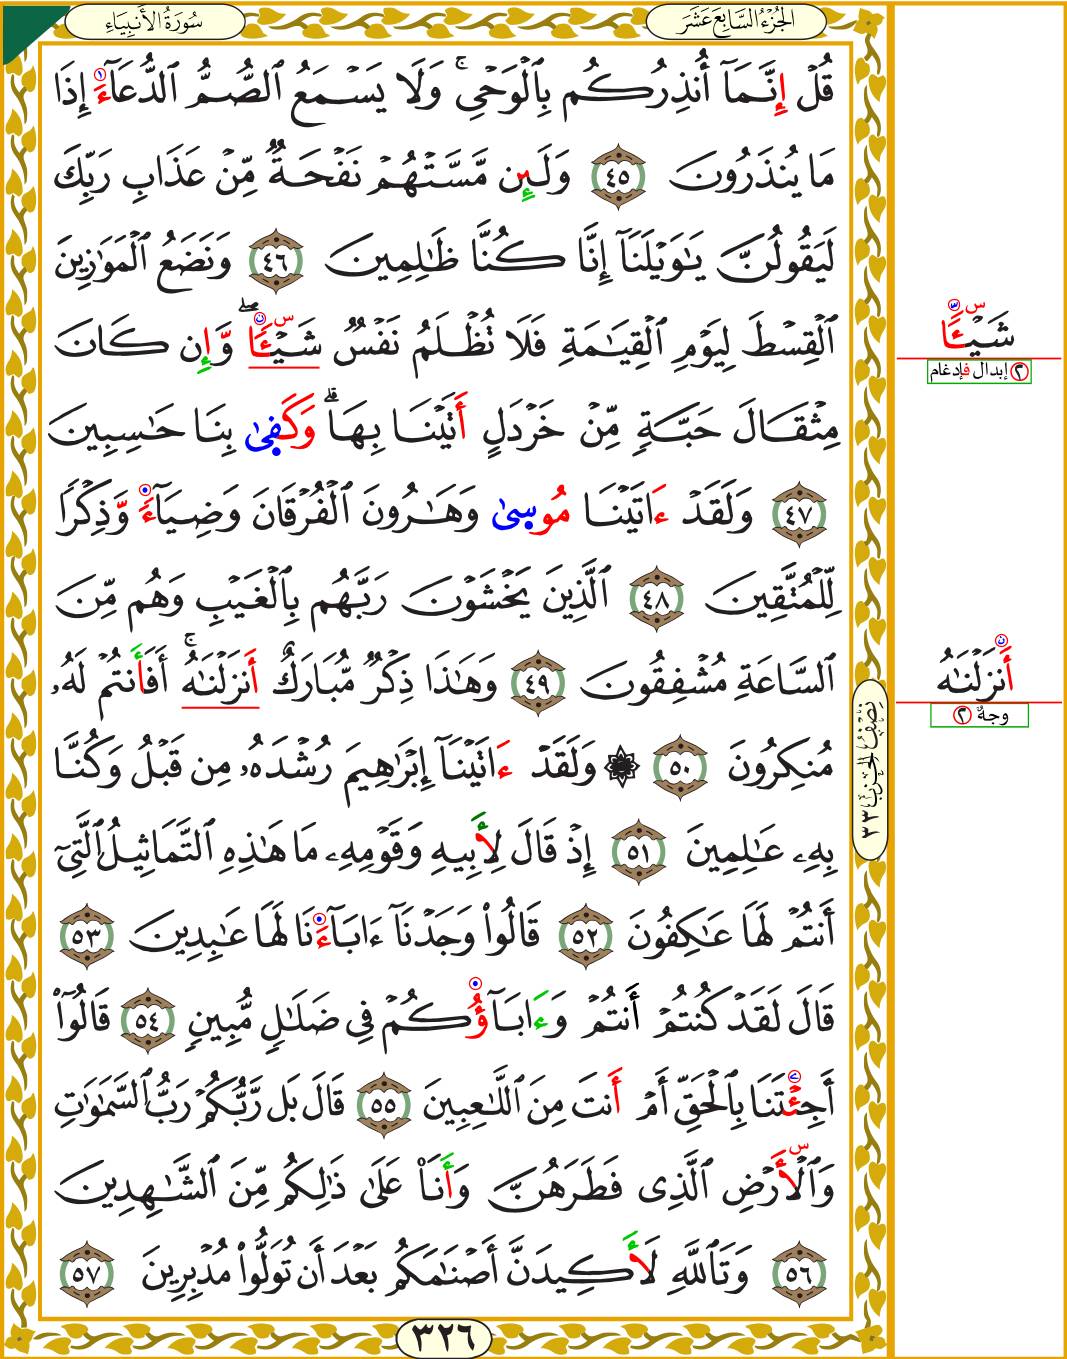 الجُزْءُ السَّابِعَ عَشَرَ
سُورَةُ الأَنبِيَاءِ
قُلْ إِنَّمَآ أُنذِرُكُم بِٱلْوَحْىِ ۚ وَلَا يَسْمَعُ ٱلصُّمُّ ٱلدُّعَآءَ إِذَا
مَا يُنذَرُونَ ٤٥ وَلَئِن مَّسَّتْهُمْ نَفْحَةٌ مِّنْ عَذَابِ رَبِّكَ
لَيَقُولُنَّ يَٰوَيْلَنَآ إِنَّا كُنَّا ظَٰلِمِينَ ٤٦ وَنَضَعُ ٱلْمَوَٰزِينَ
ٱلْقِسْطَ لِيَوْمِ ٱلْقِيَٰمَةِ فَلَا تُظْلَمُ نَفْسٌ شَيْـًٔا ۖ وَّإِن كَانَ
مِثْقَالَ حَبَّةٍ مِّنْ خَرْدَلٍ أَتَيْنَا بِهَا ۗ وَكَفِىٰ بِنَا حَٰسِبِينَ
٤٧ وَلَقَدْ ءَاتَيْنَا مُوسِىٰ وَهَٰرُونَ ٱلْفُرْقَانَ وَضِيَآءً وَّذِكْرًا
لِّلْمُتَّقِينَ ٤٨ ٱلَّذِينَ يَخْشَوْنَ رَبَّهُم بِٱلْغَيْبِ وَهُم مِّنَ
ٱلسَّاعَةِ مُشْفِقُونَ ٤٩ وَهَٰذَا ذِكْرٌ مُّبَارَكٌ أَنزَلْنَٰهُ ۚ أَفَأَنتُمْ لَهُۥ
مُنكِرُونَ ٥٠ ۞ وَلَقَدْ ءَاتَيْنَآ إِبْرَٰهِيمَ رُشْدَهُۥ مِن قَبْلُ وَكُنَّا
بِهِۦ عَٰلِمِينَ ٥١ إِذْ قَالَ لِأَبِيهِ وَقَوْمِهِۦ مَا هَٰذِهِ ٱلتَّمَاثِيلُ ٱلَّتِىٓ
أَنتُمْ لَهَا عَٰكِفُونَ ٥٢ قَالُوا۟ وَجَدْنَآ ءَابَآءَنَا لَهَا عَٰبِدِينَ ٥٣
قَالَ لَقَدْ كُنتُمْ أَنتُمْ وَءَابَآؤُكُمْ فِى ضَلَٰلٍ مُّبِينٍ ٥٤ قَالُوٓا۟
أَجِئْتَنَا بِٱلْحَقِّ أَمْ أَنتَ مِنَ ٱللَّٰعِبِينَ ٥٥ قَالَ بَل رَّبُّكُمْ رَبُّ ٱلسَّمَٰوَٰتِ
وَٱلْأَرْضِ ٱلَّذِى فَطَرَهُنَّ وَأَنَا۠ عَلَىٰ ذَٰلِكُم مِّنَ ٱلشَّٰهِدِينَ
٥٦ وَتَٱللَّهِ لَأَكِيدَنَّ أَصْنَٰمَكُم بَعْدَ أَن تُوَلُّوا۟ مُدْبِرِينَ ٥٧
٣٢٦
نِصْفُ الحِزْبِ ٣٣
شَيْـًٔا
٢ إبدال فإدغام
أَنزَلْنَٰهُ
وجهٌ ٢